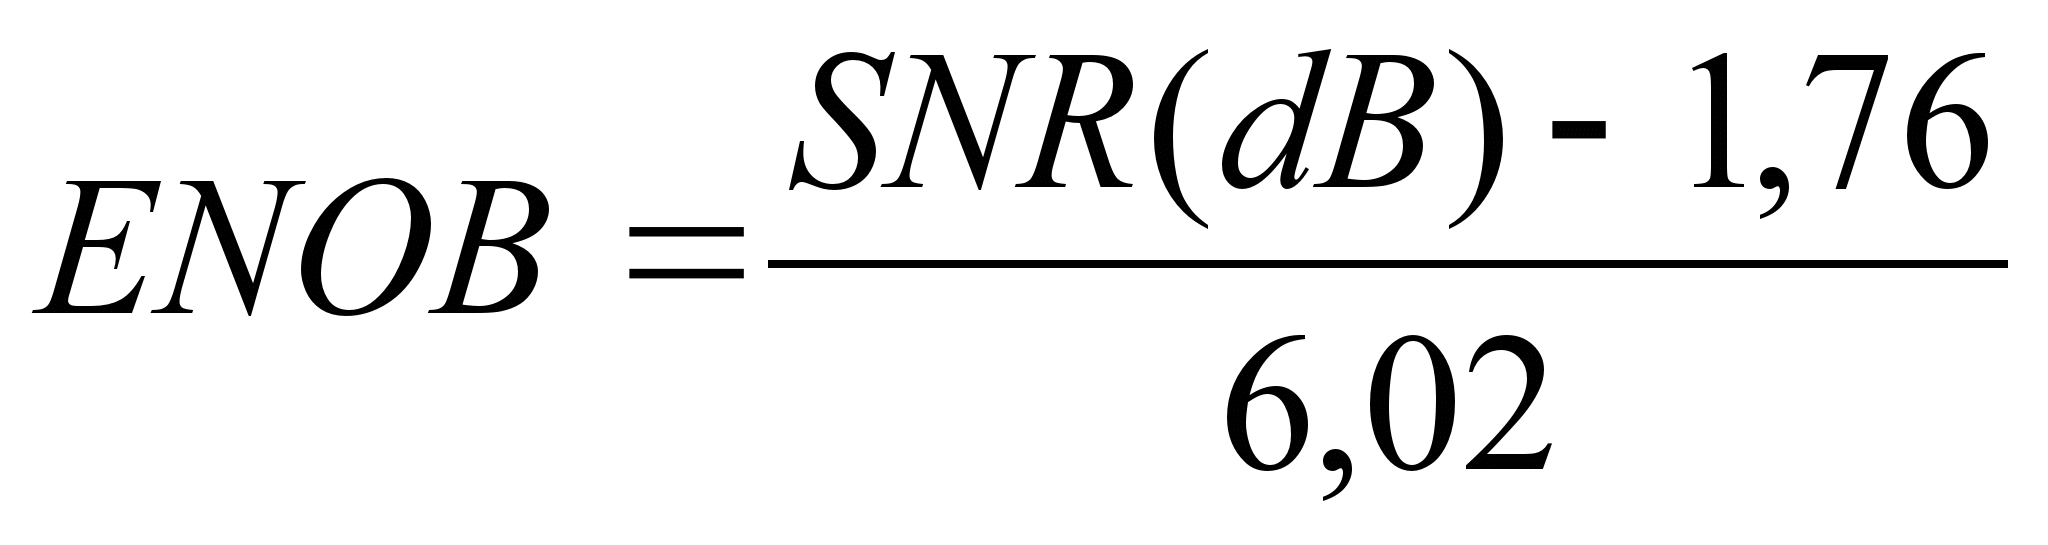 ENOB = SNR(dB) - 1,76
6,02